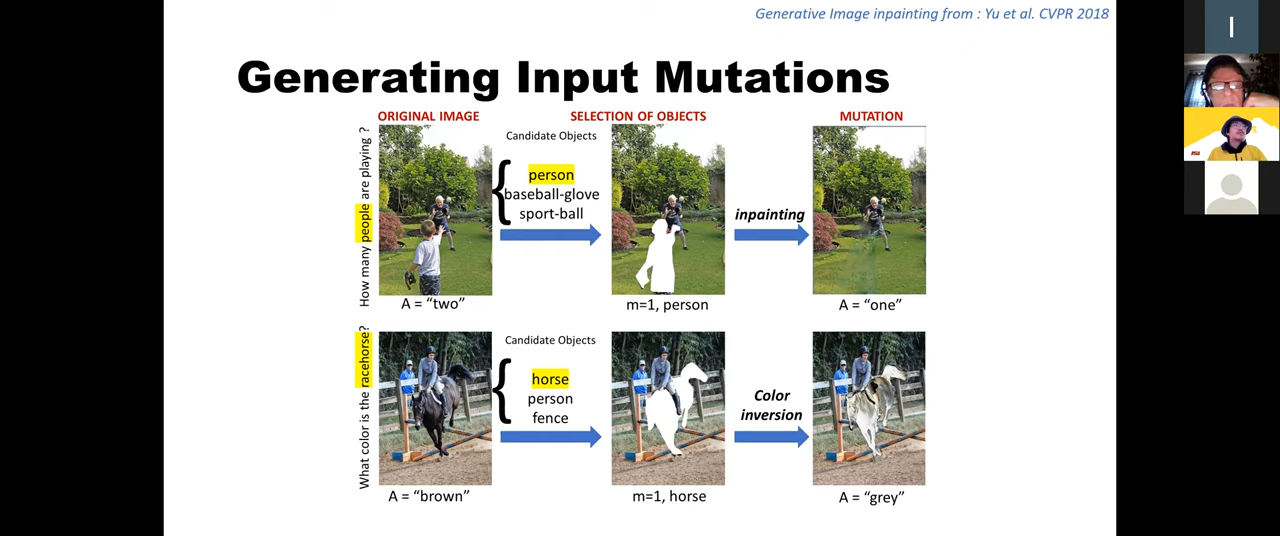 Generative Image inpainting from : Yu et al. CVPR 2018
Generating Input Mutations
ORIGINAL IMAGE
SELECTION OF OBJECTS
MUTATION
How many people are playing ?
Candidate Objects
person
baseball-glove
sport-ball
inpainting
A = “two”
m=1, person
A = “one”
What color is the racehorse?
Candidate Objects
horse
person
fence
Color
inversion
A = “brown”
m=1, horse
A = “grey”
I
ASU